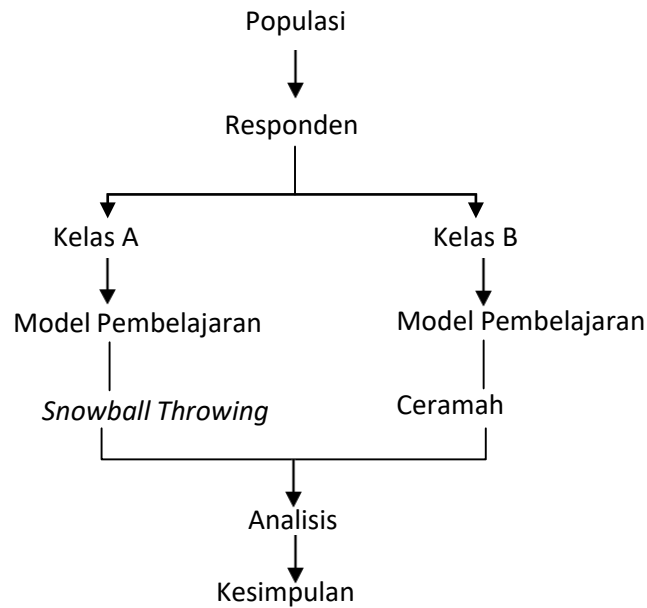 Populasi
Responden
Kelas A
Kelas B
Model Pembelajaran
Model Pembelajaran
Snowball Throwing
Ceramah
Analisis
Kesimpulan